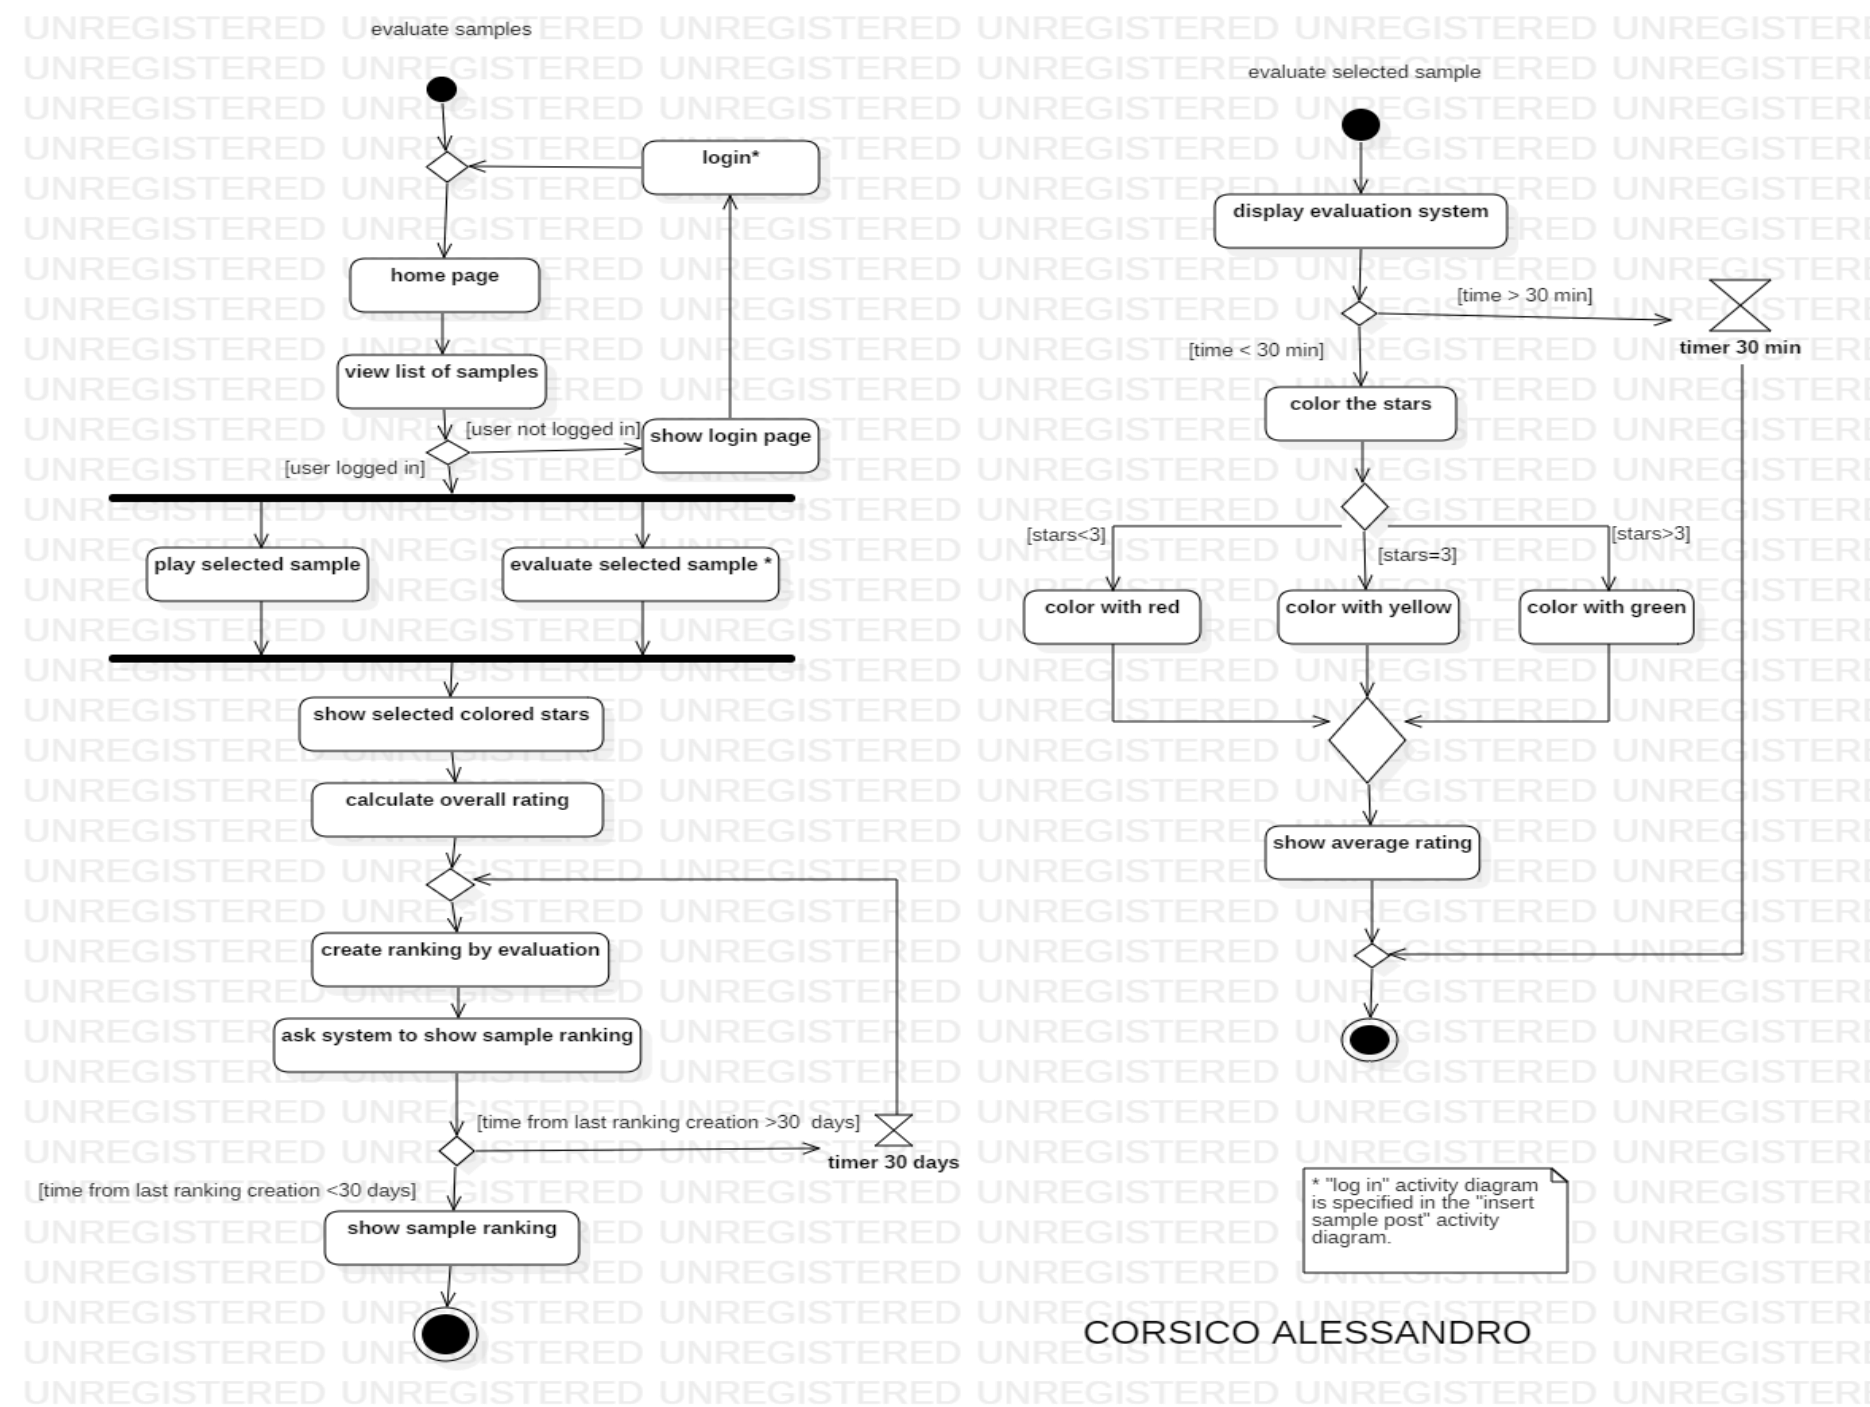 evaluate samples
login*
home page
view list of samples
[user not logged in]
show login page
[user logged in]
play selected sample
evaluate selected sample *
show selected colored stars
calculate overall rating
create ranking by evaluation
ask system to show sample ranking
[time from last ranking creation >30  days]
timer 30 days
[time from last ranking creation <30 days]
show sample ranking
evaluate selected sample
display evaluation system
[time > 30 min]
timer 30 min
[time < 30 min]
color the stars
[stars<3]
[stars=3]
[stars>3]
color with red
color with yellow
color with green
show average rating
* "log in" activity diagram
is specified in the "insert
sample post" activity
diagram.
CORSICO ALESSANDRO
UNREGISTERED